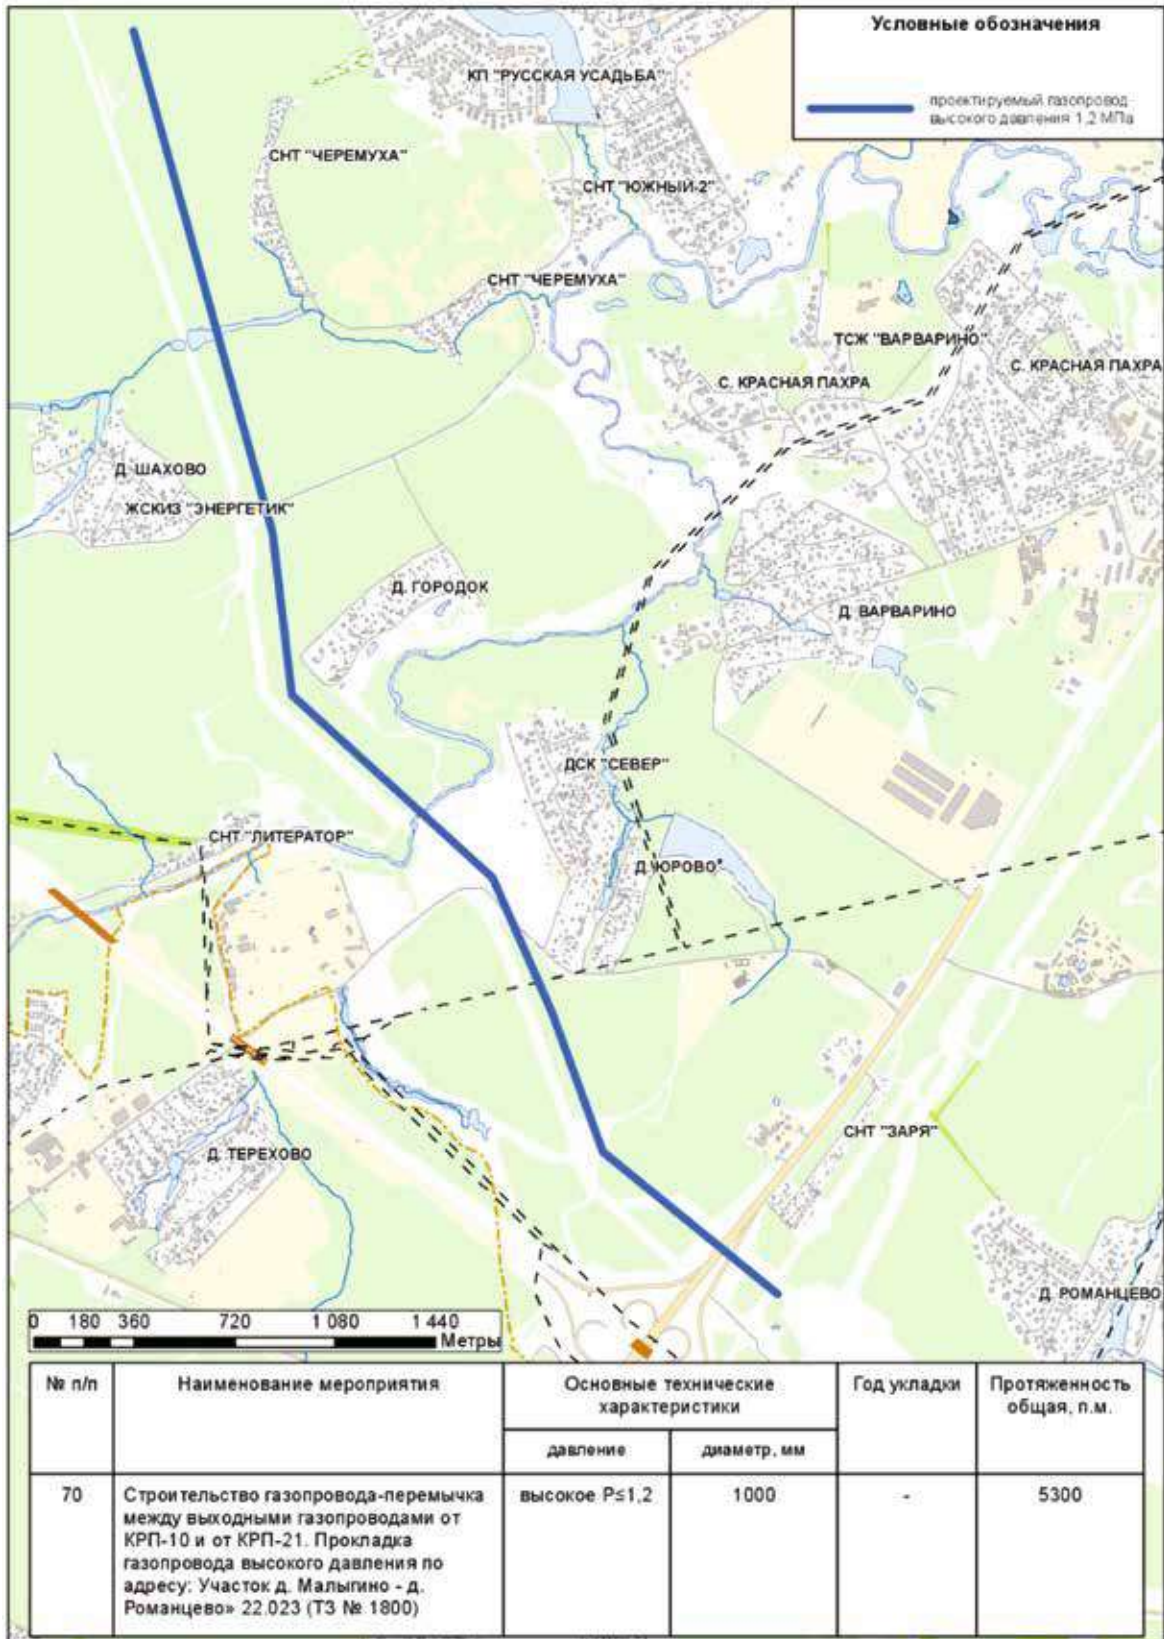 Условные обозначения
проектируемый газопровод
высокого давления 1,2 МПа
КП "РУССКАЯ УСАДЬБА"
СНТ "ЧЕРЕМУХА"
СНТ "ЮЖНЫЙ-2"
СНТ "ЧЕРЕМУХА"
ТСЖ "ВАРВАРИНО"
С. КРАСНАЯ ПАХРА
С. КРАСНАЯ ПАХРА
Д. ШАХОВО
ЖСКИЗ "ЭНЕРГЕТИК"
Д. ГОРОДОК
Д. ВАРВАРИНО
ДСК "СЕВЕР"
СНТ "ЛИТЕРАТОР"
Д. ЮРОВО
СНТ "ЗАРЯ"
Д. ТЕРЕХОВО
Д. РОМАНЦЕВО
0 180 360 720 1 080 1 440
Метры
№ п/п
Наименование мероприятия
Основные технические
характеристики
давление
диаметр, мм
Год укладки
Протяженность
общая, п.м.
70
Строительство газопровода-перемычка
между выходными газопроводами от
КРП-10 и от КРП-21. Прокладка
газопровода высокого давления по
адресу: Участок д. Малыгино - д.
Романцево» 22.023 (ТЗ № 1800)
высокое Р≤1,2
1000
-
5300